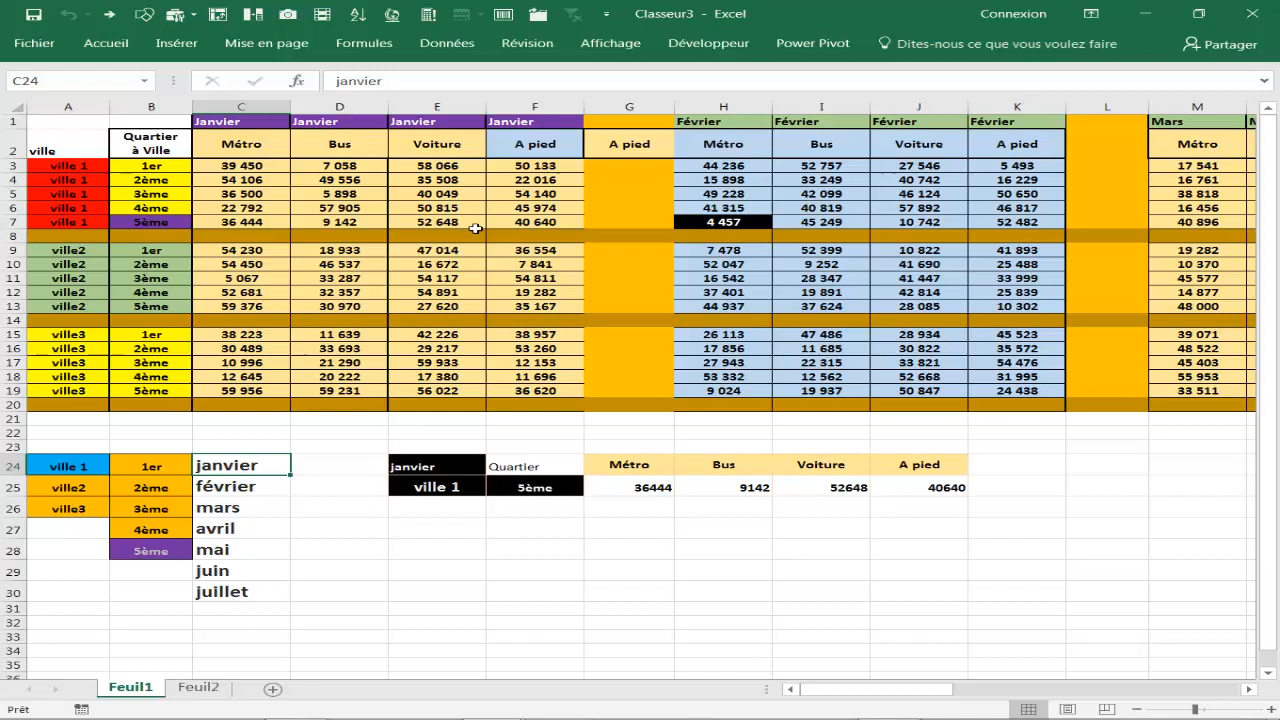 Classeur3 - Excel
Connexion
Fichier Accueil Insérer Mise en page Formules Données Révision Affichage Développeur Power Pivot Dites-nous ce que vous voulez faire Partager
C24 fx janvier
A B C D E F G H I J K L M
1 Janvier Janvier Janvier Janvier Février Février Février Février Mars
2 ville Quartier à Ville Métro Bus Voiture A pied A pied Métro Bus Voiture A pied Métro
3 ville 1 1er 39 450 7 058 58 066 50 133 44 236 52 757 27 546 5 493 17 541
4 ville 1 2ème 54 106 49 556 35 508 22 016 15 898 33 249 40 742 16 229 16 761
5 ville 1 3ème 36 500 5 898 40 049 54 140 49 228 42 099 46 124 50 650 38 818
6 ville 1 4ème 22 792 57 905 50 815 45 974 41 315 40 819 57 892 46 817 16 456
7 ville 1 5ème 36 444 9 142 52 648 40 640 4 457 45 249 10 742 52 482 40 896
8
9 ville2 1er 54 230 18 933 47 014 36 554 7 478 52 399 10 822 41 893 19 282
10 ville2 2ème 54 450 46 537 16 672 7 841 52 047 9 252 41 690 25 488 10 370
11 ville2 3ème 5 067 33 287 54 117 54 811 16 542 28 347 41 447 33 999 45 577
12 ville2 4ème 52 681 32 357 54 891 19 282 37 401 19 891 42 814 25 839 14 877
13 ville2 5ème 59 376 30 970 27 620 35 167 44 937 37 624 28 085 10 302 48 000
14
15 ville3 1er 38 223 11 639 42 226 38 957 26 113 47 486 28 934 45 523 39 071
16 ville3 2ème 30 489 33 693 29 217 53 260 17 856 11 685 30 822 35 572 48 522
17 ville3 3ème 10 996 21 290 59 933 12 153 27 943 22 315 33 821 54 476 45 403
18 ville3 4ème 12 645 20 222 17 380 11 696 53 332 12 562 52 668 31 995 55 953
19 ville3 5ème 59 956 59 231 56 022 36 620 9 024 19 937 50 847 24 438 33 511
20
21
22
23
24 ville 1 1er janvier janvier Quartier Métro Bus Voiture A pied
25 ville2 2ème février ville 1 5ème 36444 9142 52648 40640
26 ville3 3ème mars
27 4ème avril
28 5ème mai
29 juin
30 juillet
31
32
33
34
35
Feuil1 Feuil2
Prêt